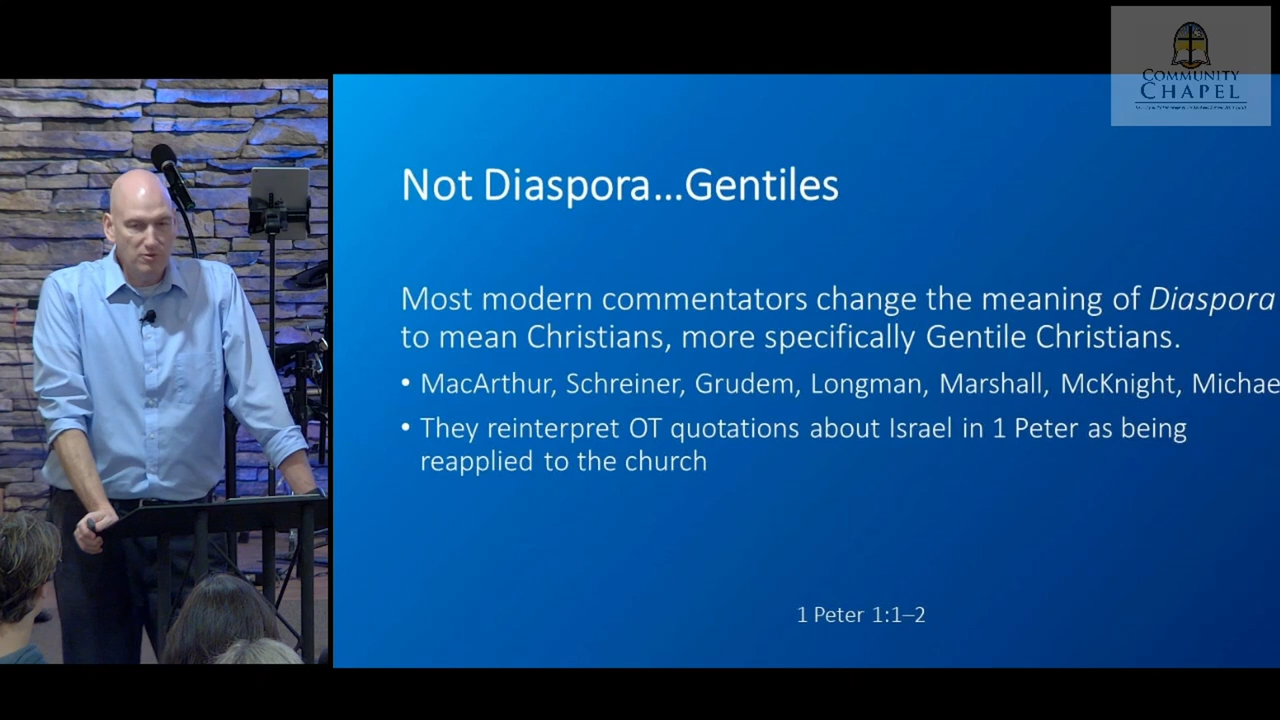 COMMUNITY
CHAPEL
Not Diaspora...Gentiles
Most modern commentators change the meaning of Diaspora
to mean Christians, more specifically Gentile Christians.
• MacArthur, Schreiner, Grudem, Longman, Marshall, McKnight, Michae
• They reinterpret OT quotations about Israel in 1 Peter as being
reapplied to the church
1 Peter 1:1–2